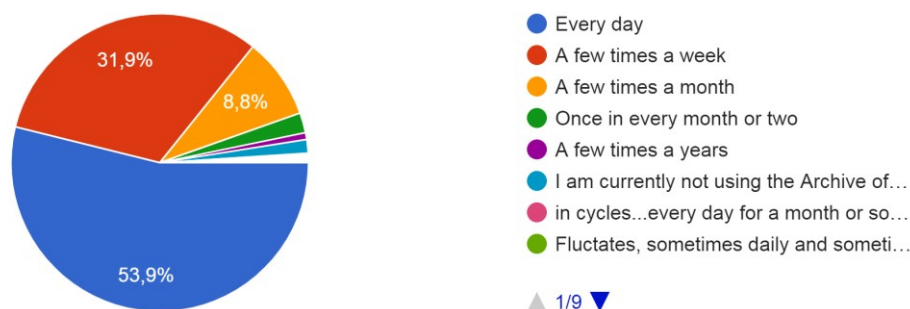 31,9%
8,8%
53,9%
Every day
A few times a week
A few times a month
Once in every month or two
A few times a years
I am currently not using the Archive of…
in cycles...every day for a month or so…
Fluctates, sometimes daily and someti…
1/9